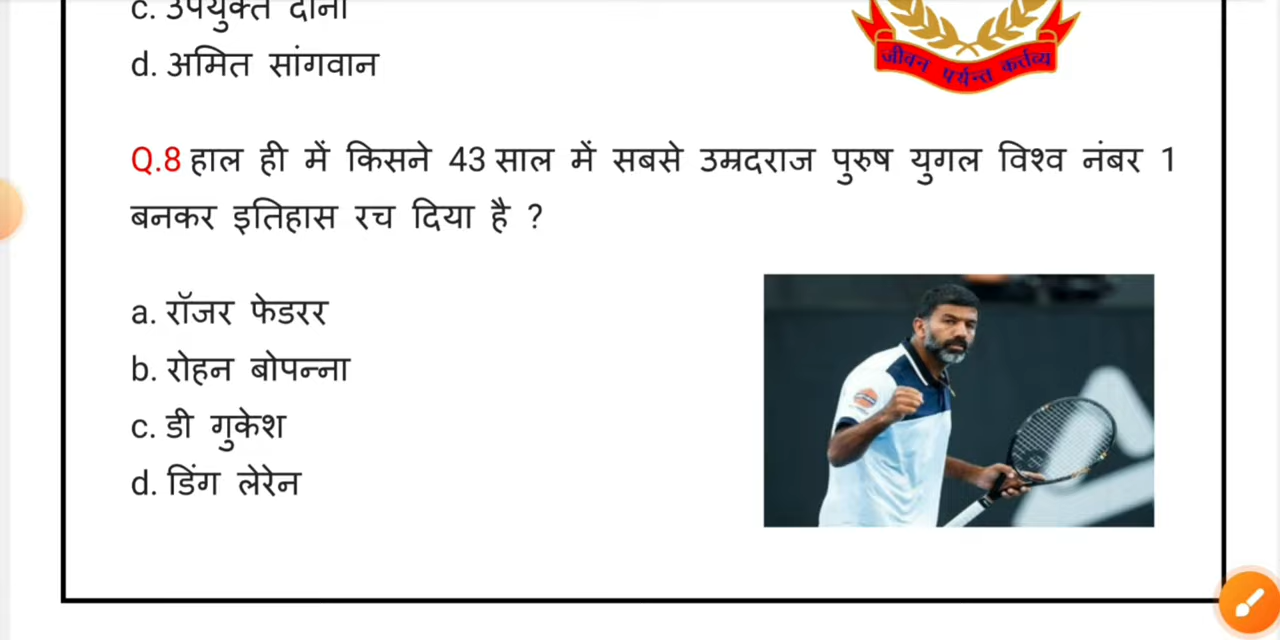 c. उपयुक्त दोनों
d. अमित सांगवान
जीवन पर्यन्त कर्त्तव्य
Q.8 हाल ही में किसने 43 साल में सबसे उम्रदराज पुरुष युगल विश्व नंबर 1
बनकर इतिहास रच दिया है ?
a. रॉजर फेडरर
b. रोहन बोपन्ना
c. डी गुकेश
d. डिंग लेरेन